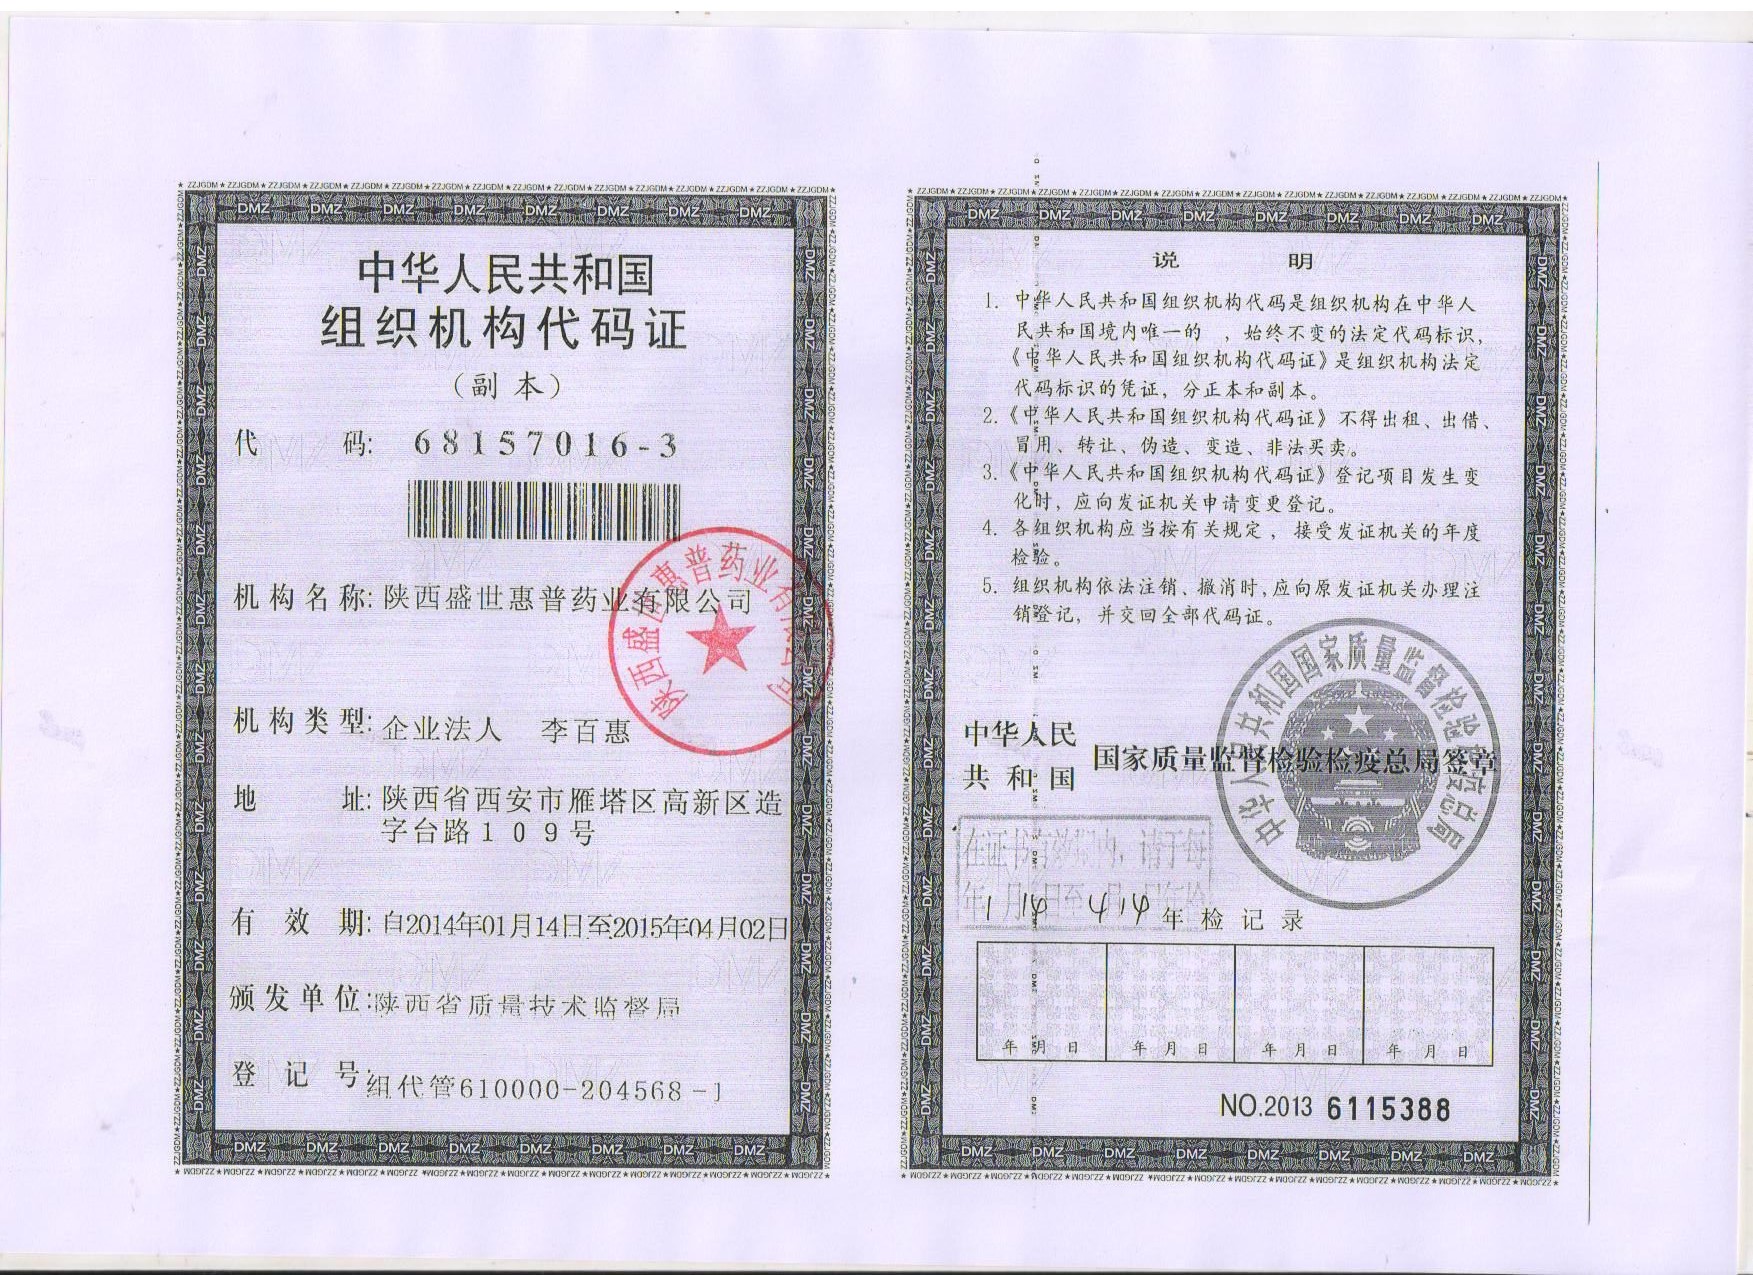 中华人民共和国
组织机构代码证
（副本）
代 码: 68157016-3
机构名称: 陕西盛世惠普药业有限公司
机构类型: 企业法人 李百惠
地 址: 陕西省西安市雁塔区高新区造
字台路109号
有 效 期: 自2014年01月14日至2015年04月02日
颁发单位: 陕西省质量技术监督局
登 记 号: 组代管610000-204568-1
陕西盛世惠普药业有限公司
说 明
1. 中华人民共和国组织机构代码是组织机构在中华人
民共和国境内唯一的 ，始终不变的法定代码标识，
《中华人民共和国组织机构代码证》是组织机构法定
代码标识的凭证，分正本和副本。
2.《中华人民共和国组织机构代码证》不得出租、出借、
冒用、转让、伪造、变造、非法买卖。
3.《中华人民共和国组织机构代码证》登记项目发生变
化时，应向发证机关申请变更登记。
4. 各组织机构应当按有关规定，接受发证机关的年度
检验。
5. 组织机构依法注销、撤消时，应向原发证机关办理注
销登记，并交回全部代码证。
中华人民
共和国
国家质量监督检验检疫总局签章
中华人民共和国国家质量监督检验检疫总局
在证书有效期内，请于每
年1月14日至4月14日年检
年检记录
年 月 日 年 月 日 年 月 日 年 月 日
NO.2013 6115388